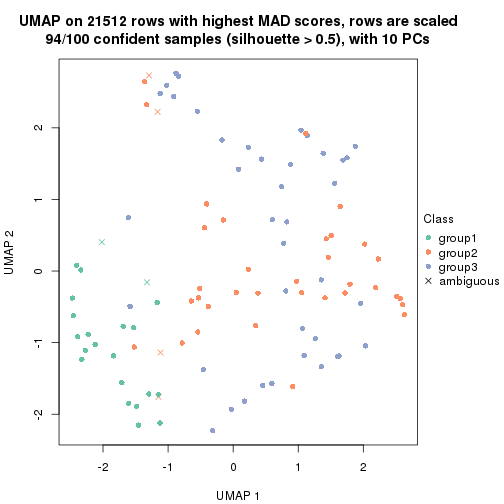 UMAP on 21512 rows with highest MAD scores, rows are scaled
94/100 confident samples (silhouette > 0.5), with 10 PCs
Class
group1
group2
group3
ambiguous
UMAP 2
2
1
0
-1
-2
-2
-1
0
1
2
UMAP 1